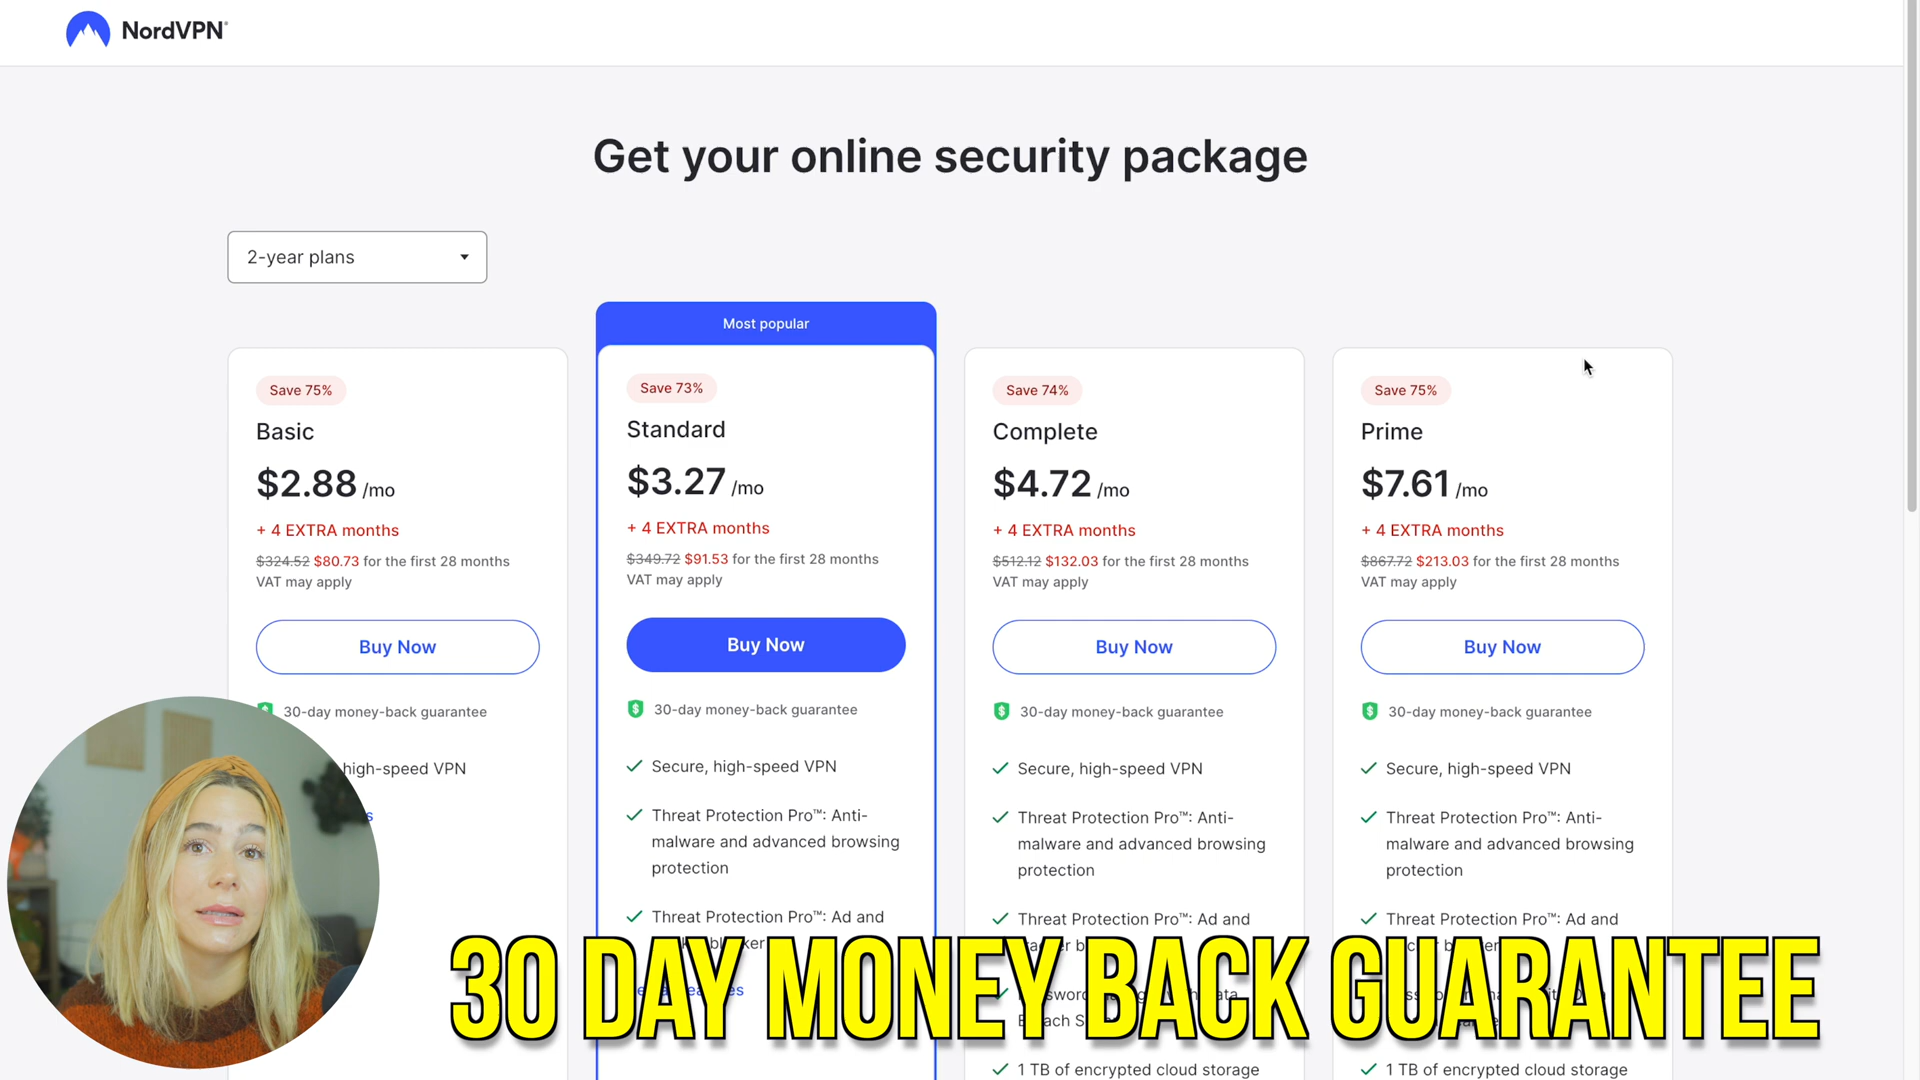 NordVPN®
Get your online security package
2-year plans
Most popular
Save 75%
Basic
$2.88 /mo
+ 4 EXTRA months
$324.52 $80.73 for the first 28 months
VAT may apply
Buy Now
30-day money-back guarantee
high-speed VPN
Save 73%
Standard
$3.27 /mo
+ 4 EXTRA months
$349.72 $91.53 for the first 28 months
VAT may apply
Buy Now
30-day money-back guarantee
Secure, high-speed VPN
Threat Protection Pro™: Anti-
malware and advanced browsing
protection
Threat Protection Pro™: Ad and
Save 74%
Complete
$4.72 /mo
+ 4 EXTRA months
$512.12 $132.03 for the first 28 months
VAT may apply
Buy Now
30-day money-back guarantee
Secure, high-speed VPN
Threat Protection Pro™: Anti-
malware and advanced browsing
protection
Threat Protection Pro™: Ad and
1 TB of encrypted cloud storage
Save 75%
Prime
$7.61 /mo
+ 4 EXTRA months
$867.72 $213.03 for the first 28 months
VAT may apply
Buy Now
30-day money-back guarantee
Secure, high-speed VPN
Threat Protection Pro™: Anti-
malware and advanced browsing
protection
Threat Protection Pro™: Ad and
1 TB of encrypted cloud storage
30 DAY MONEY BACK GUARANTEE